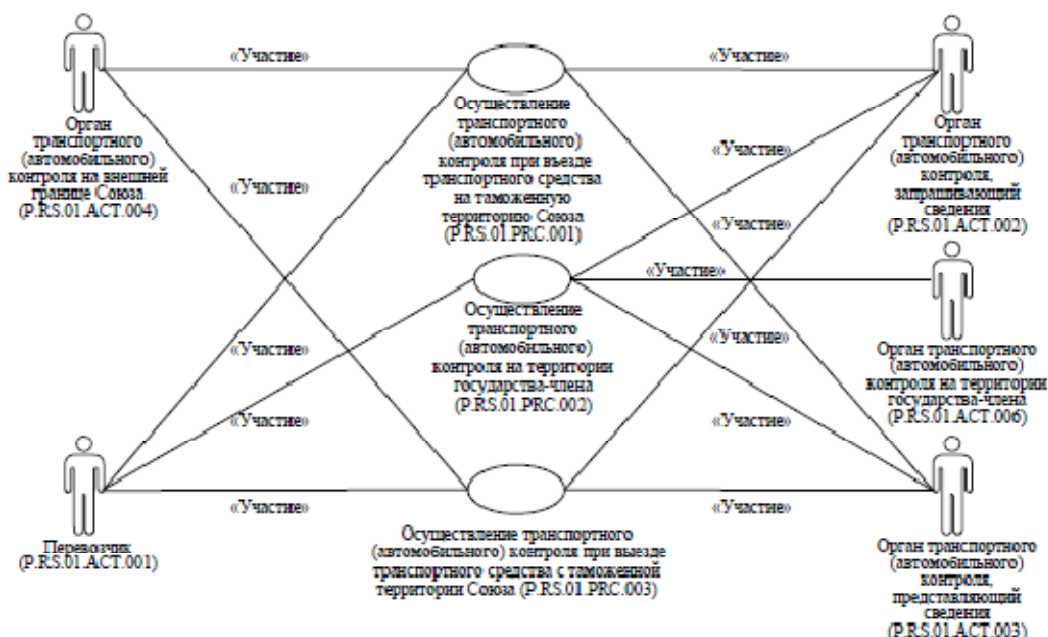 «Участие»
«Участие»
Орган
транспортного
(автомобильного)
контроля на внешней
границе Союза
(P.RS.01.ACT.004)
Осуществление
транспортного
(автомобильного)
контроля при въезде
транспортного средства
на таможенную
территорию Союза
(P.RS.01.PRC.001)
Орган
транспортного
(автомобильного)
контроля,
запрашивающий
сведения
(P.RS.01.ACT.002)
«Участие»
«Участие»
«Участие»
«Участие»
Осуществление
транспортного
(автомобильного)
контроля на территории
государства-члена
(P.RS.01.PRC.002)
Орган транспортного
(автомобильного)
контроля на территории
государства-члена
(P.RS.01.ACT.006)
«Участие»
«Участие»
«Участие»
«Участие»
«Участие»
«Участие»
Перевозчик
(P.RS.01.ACT.001)
Осуществление транспортного
(автомобильного) контроля при выезде
транспортного средства с таможенной
территории Союза (P.RS.01.PRC.003)
Орган транспортного
(автомобильного)
контроля,
представляющий
сведения
(P.RS.01.ACT.003)